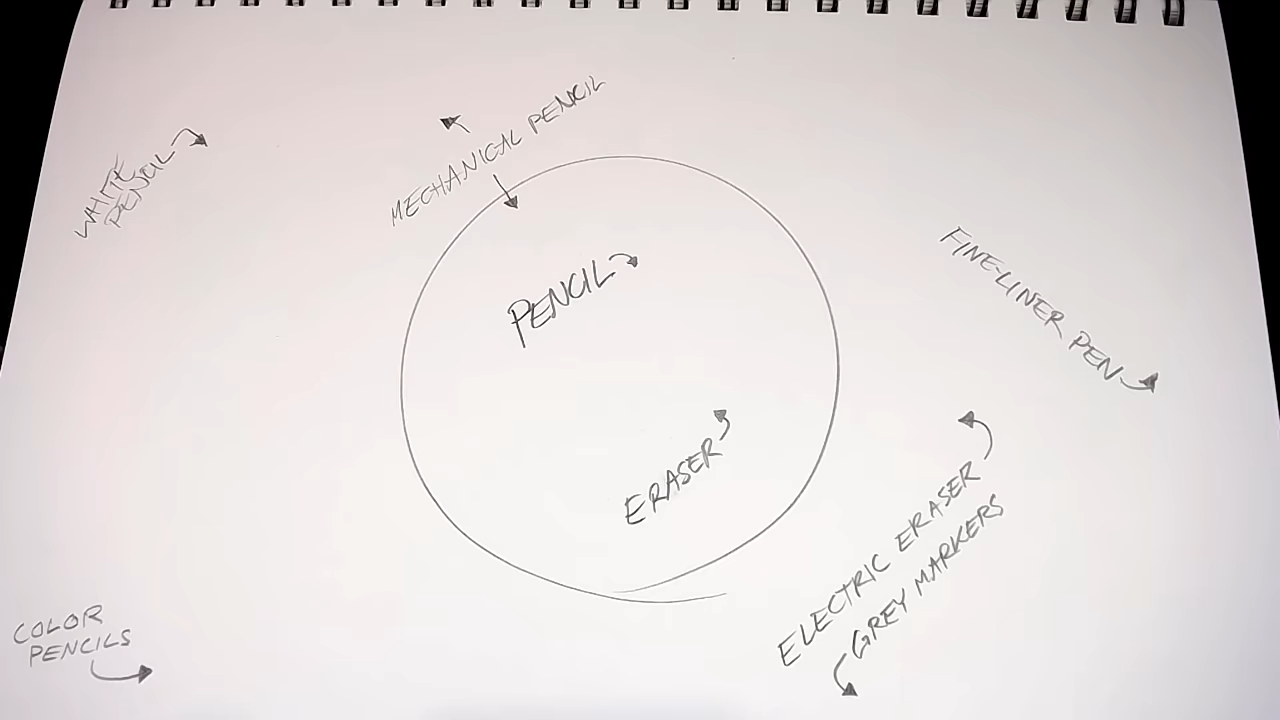 MECHANICAL PENCIL
WHITE
PENCIL
PENCIL
FINE-LINER PEN
ERASER
ELECTRIC ERASER
GREY MARKERS
COLOR
PENCILS